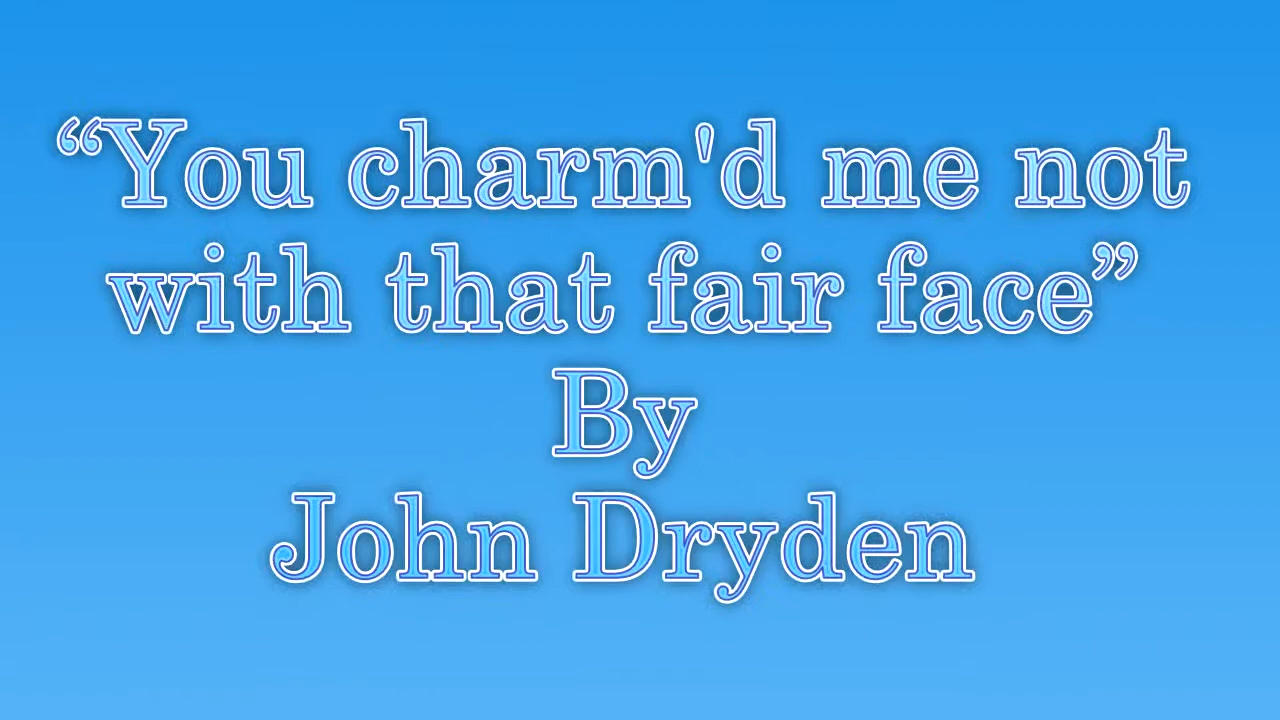 “You charm'd me not
with that fair face”
By
John Dryden